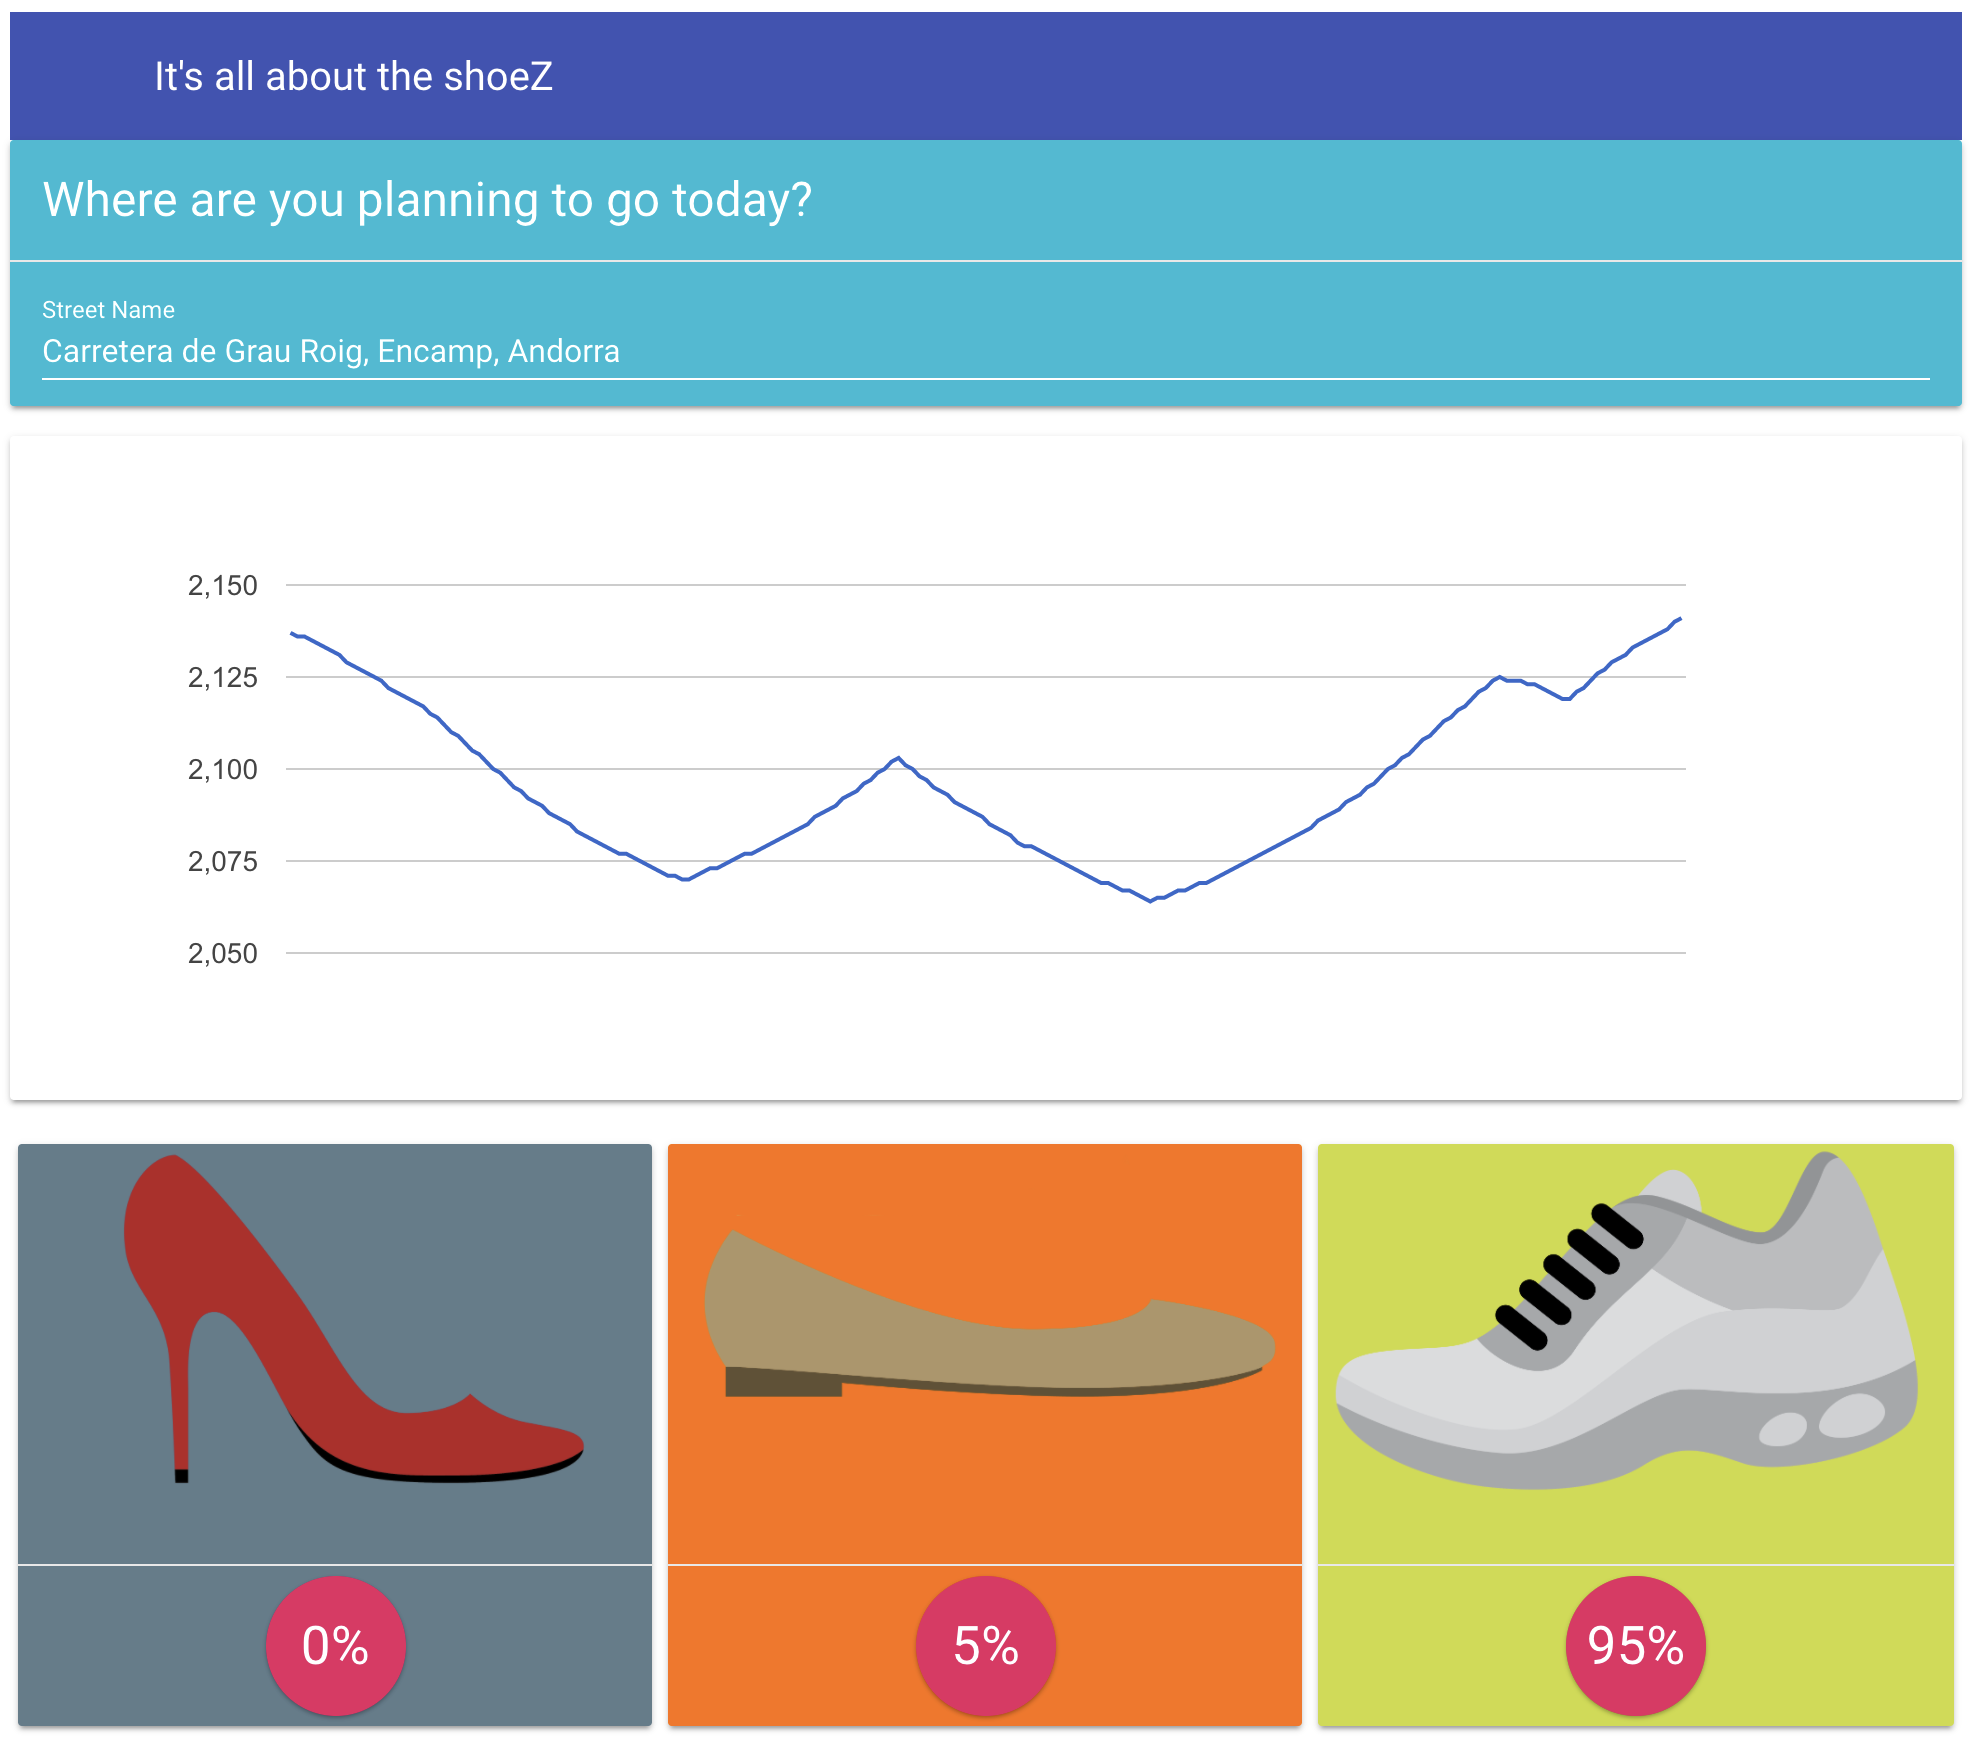 It's all about the shoeZ
Where are you planning to go today?
Street Name
Carretera de Grau Roig, Encamp, Andorra
2,150
2,125
2,100
2,075
2,050
0%
5%
95%